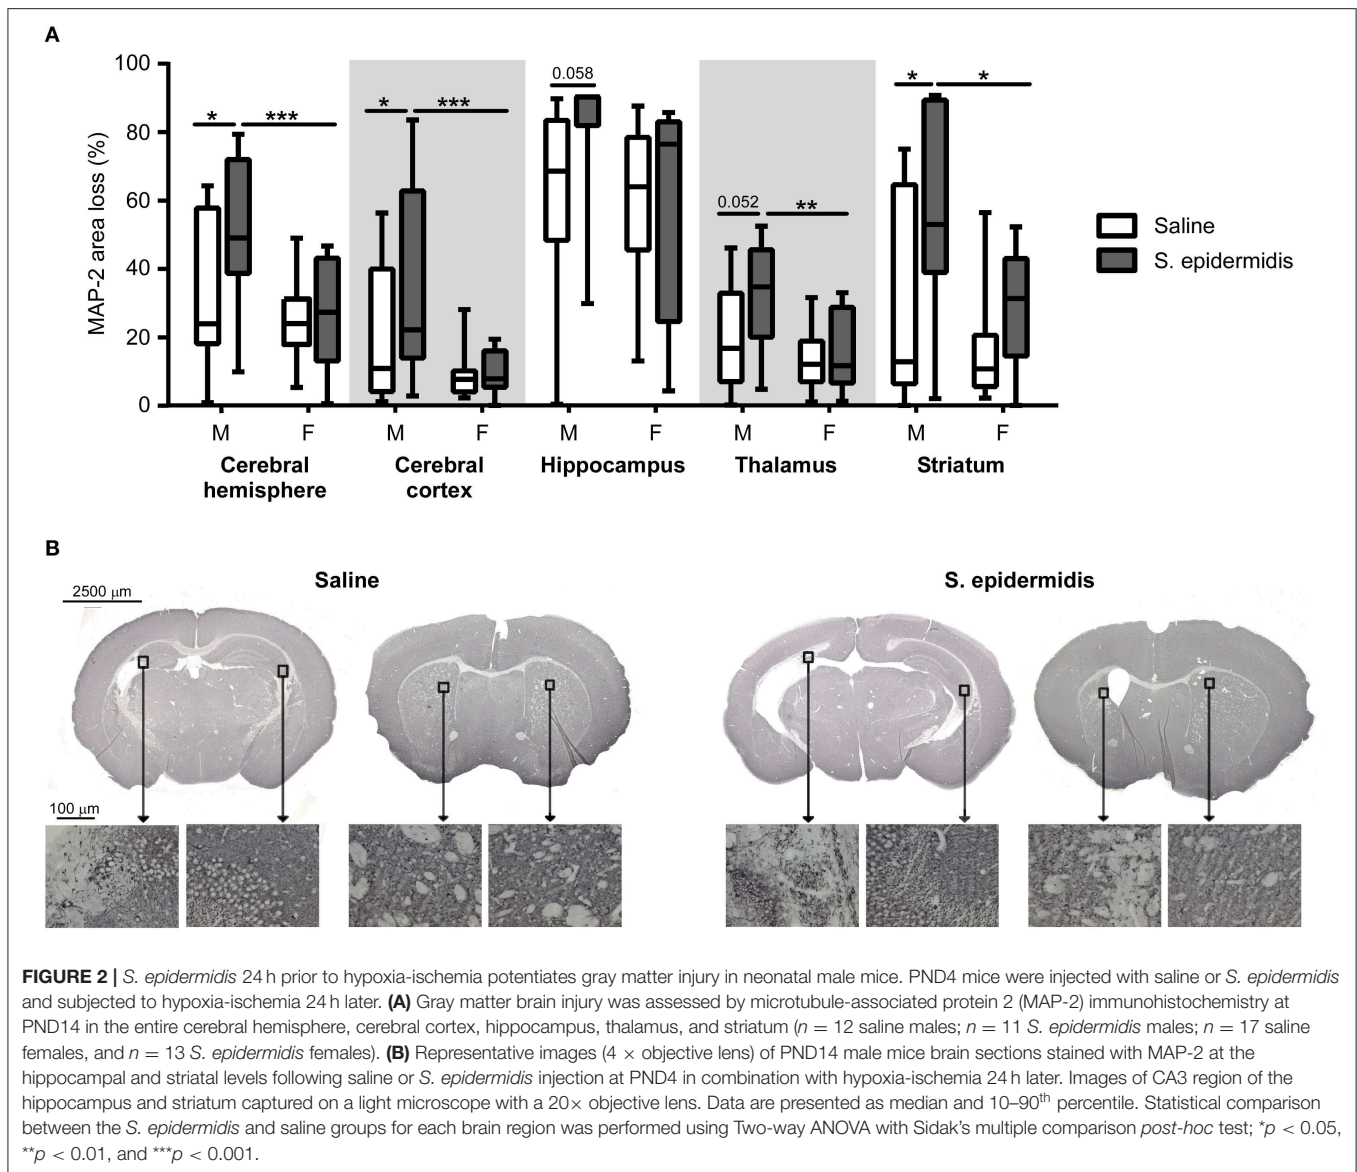 A
MAP-2 area loss (%)
100
80
60
40
20
0
*
***
*
***
0.058
0.052
**
*
*
Saline
S. epidermidis
M F M F M F M F M F
Cerebral hemisphere
Cerebral cortex
Hippocampus
Thalamus
Striatum
B
Saline
S. epidermidis
2500 μm
100 μm
FIGURE 2 | S. epidermidis 24 h prior to hypoxia-ischemia potentiates gray matter injury in neonatal male mice. PND4 mice were injected with saline or S. epidermidis
and subjected to hypoxia-ischemia 24 h later. (A) Gray matter brain injury was assessed by microtubule-associated protein 2 (MAP-2) immunohistochemistry at
PND14 in the entire cerebral hemisphere, cerebral cortex, hippocampus, thalamus, and striatum (n = 12 saline males; n = 11 S. epidermidis males; n = 17 saline
females, and n = 13 S. epidermidis females). (B) Representative images (4 × objective lens) of PND14 male mice brain sections stained with MAP-2 at the
hippocampal and striatal levels following saline or S. epidermidis injection at PND4 in combination with hypoxia-ischemia 24 h later. Images of CA3 region of the
hippocampus and striatum captured on a light microscope with a 20× objective lens. Data are presented as median and 10–90th percentile. Statistical comparison
between the S. epidermidis and saline groups for each brain region was performed using Two-way ANOVA with Sidak's multiple comparison post-hoc test; *p < 0.05,
**p < 0.01, and ***p < 0.001.